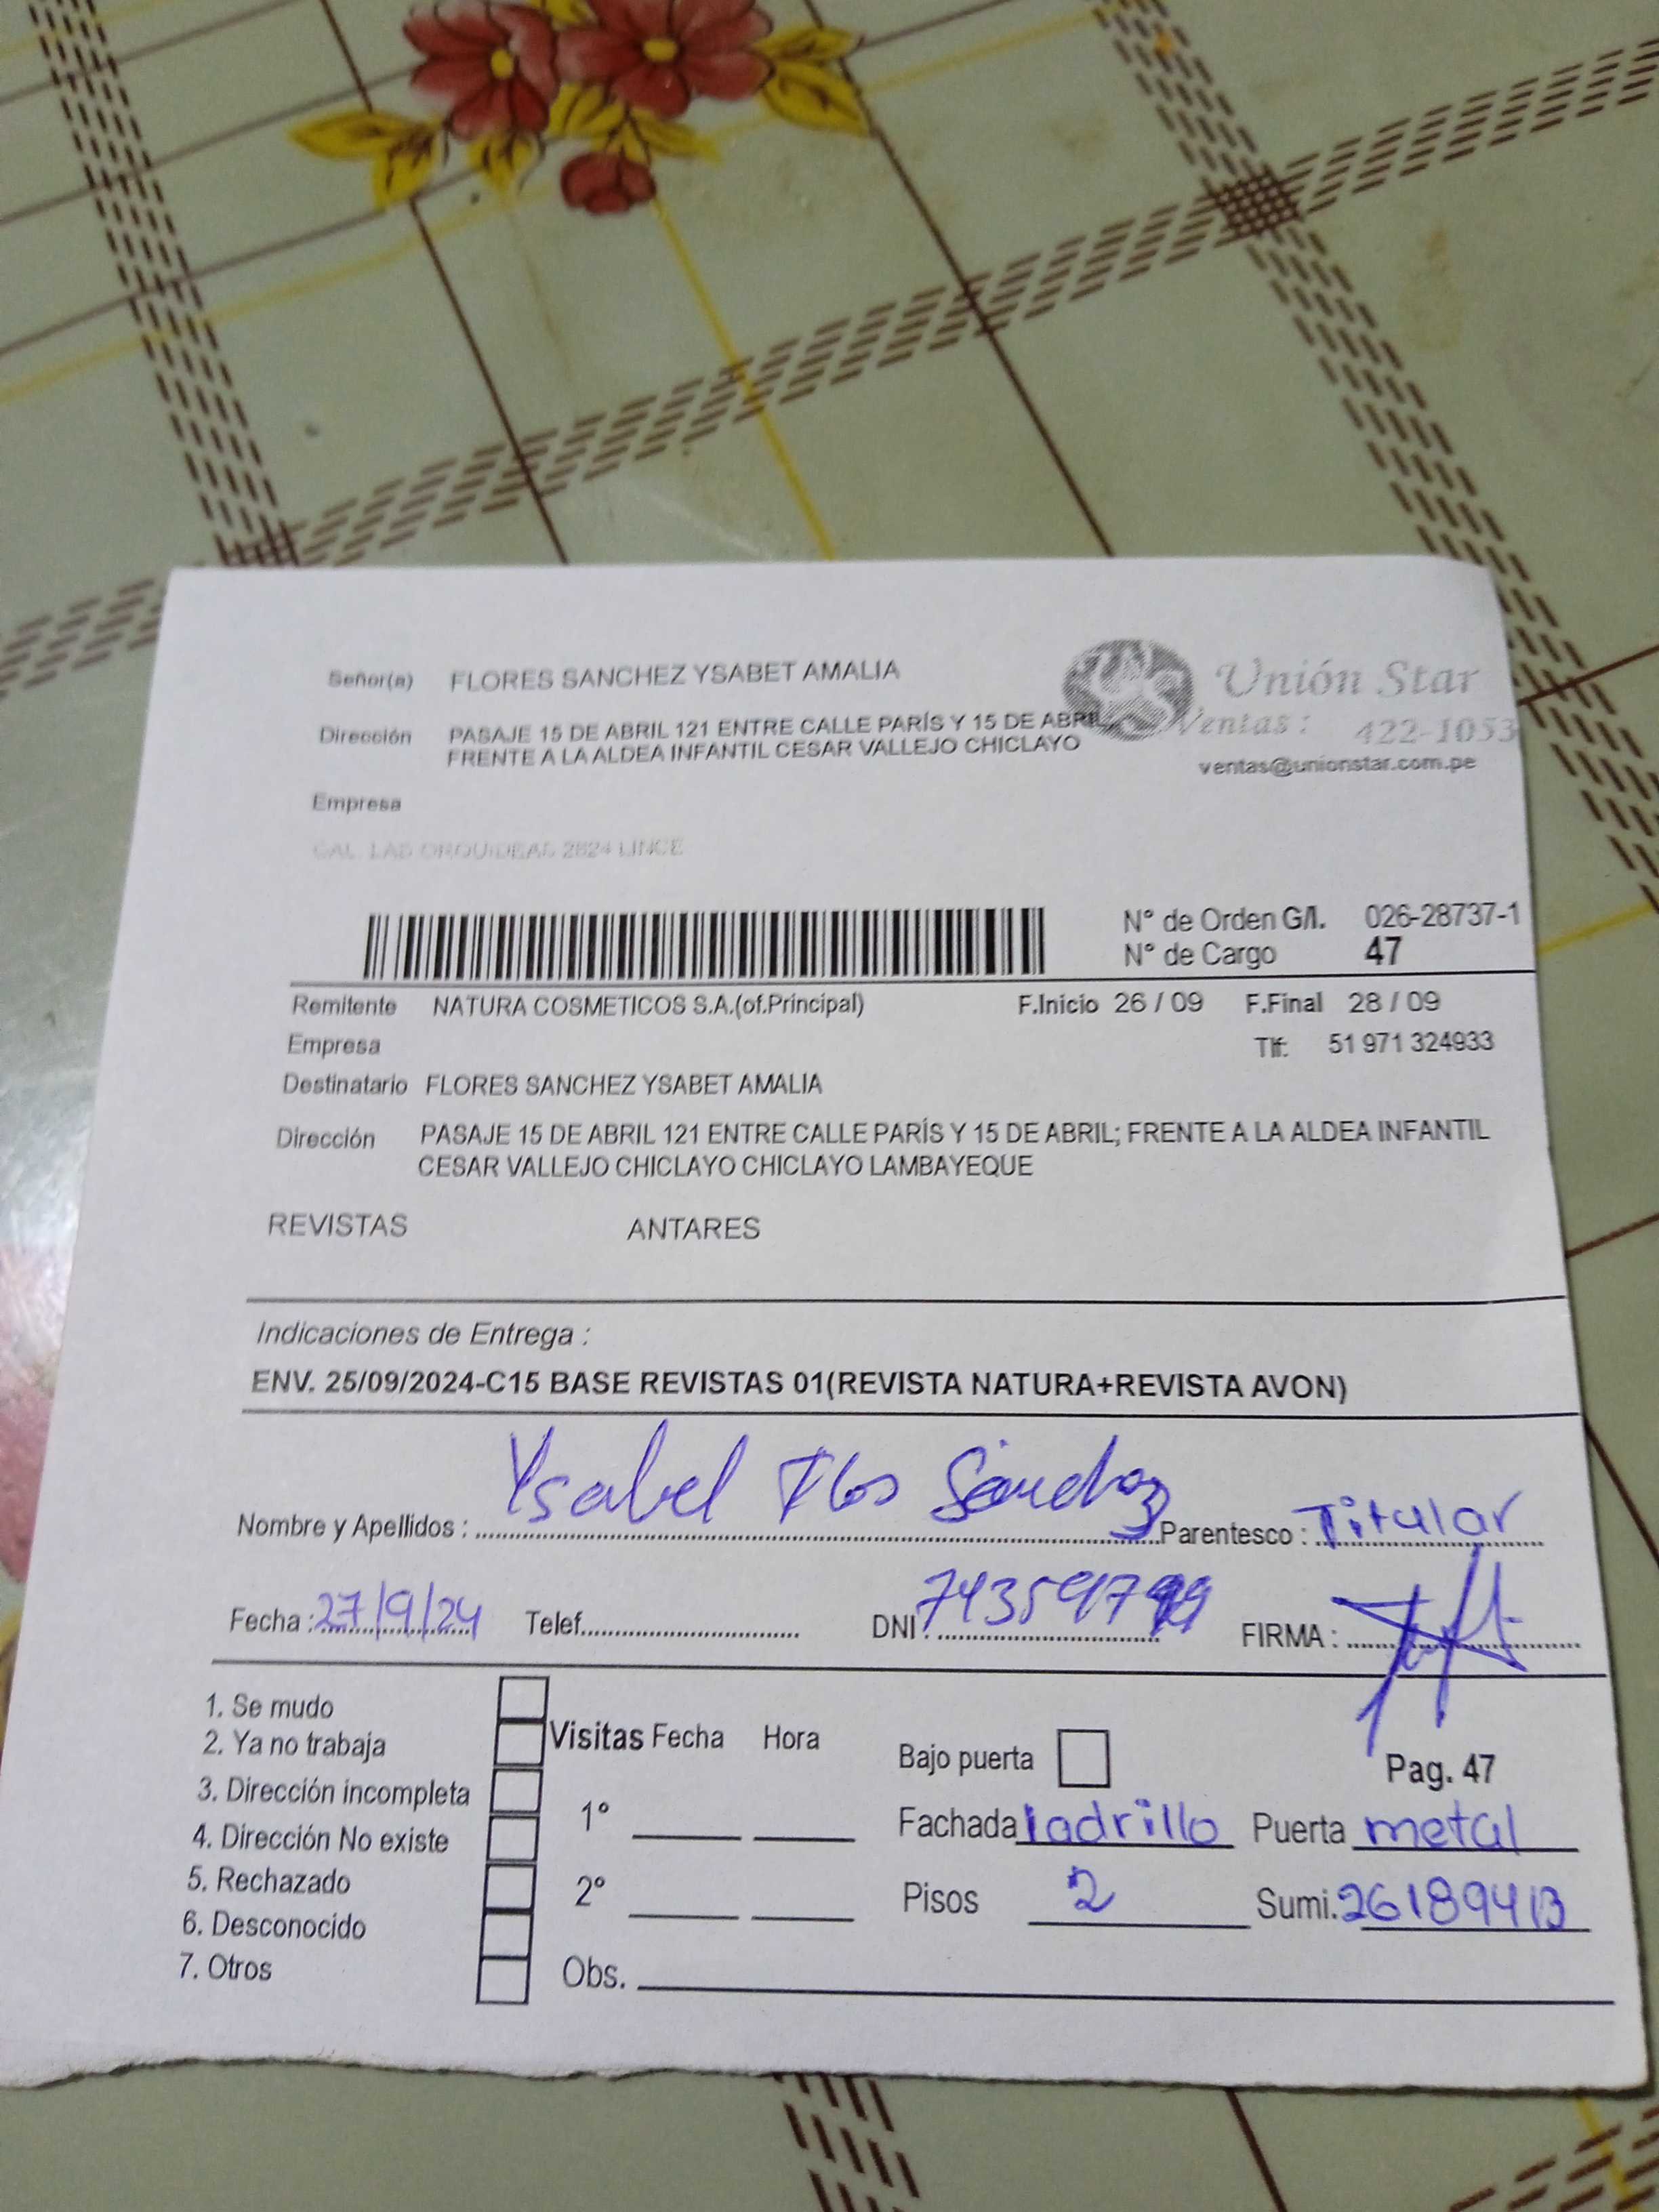 Señor(a) FLORES SANCHEZ YSABET AMALIA
Unión Star
Dirección PASAJE 15 DE ABRIL 121 ENTRE CALLE PARÍS Y 15 DE ABRIL,
FRENTE A LA ALDEA INFANTIL CESAR VALLEJO CHICLAYO
Ventas: 422-1053
ventas@unionstar.com.pe
Empresa
CAL. LAS ORQUIDEAS 2624 LINCE
N° de Orden G/I. 026-28737-1
N° de Cargo 47
Remitente NATURA COSMETICOS S.A.(of.Principal) F.Inicio 26 / 09 F.Final 28 / 09
Empresa Tlf: 51 971 324933
Destinatario FLORES SANCHEZ YSABET AMALIA
Dirección PASAJE 15 DE ABRIL 121 ENTRE CALLE PARÍS Y 15 DE ABRIL; FRENTE A LA ALDEA INFANTIL
CESAR VALLEJO CHICLAYO CHICLAYO LAMBAYEQUE
REVISTAS ANTARES
Indicaciones de Entrega :
ENV. 25/09/2024-C15 BASE REVISTAS 01(REVISTA NATURA+REVISTA AVON)
Nombre y Apellidos : Ysabel Flos Sánchez Parentesco : Titular
Fecha : 27/9/24 Telef. DNI : FIRMA :
1. Se mudo
2. Ya no trabaja
3. Dirección incompleta
4. Dirección No existe
5. Rechazado
6. Desconocido
7. Otros
Visitas Fecha Hora
1°
2°
Obs.
Bajo puerta Pag. 47
Fachada ladrillo Puerta metal
Pisos 2 Sumi. 26189413